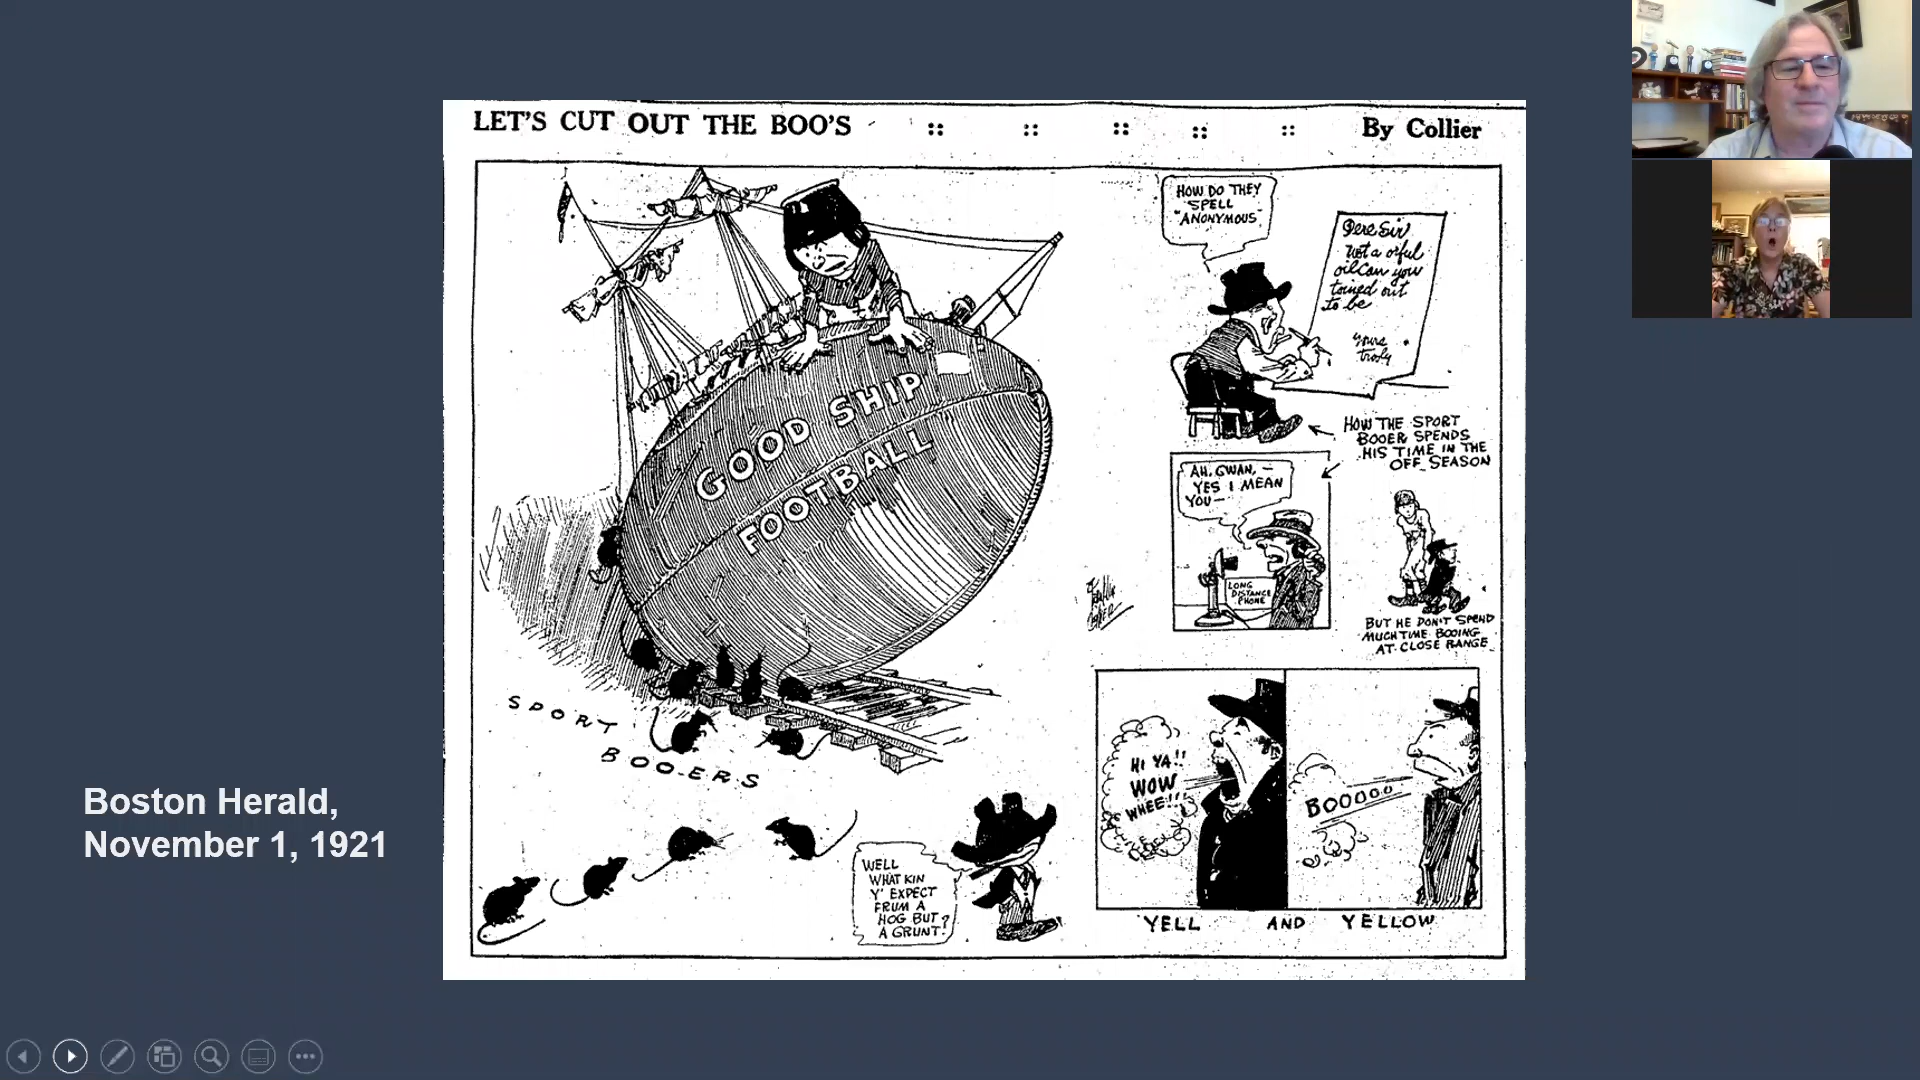 LET'S CUT OUT THE BOO'S
By Collier
HOW DO THEY
SPELL
"ANONYMOUS"
Dere Sir
Wot a orful
oilcan you
toined out
to be
Yours
trooly
GOOD SHIP
FOOTBALL
HOW THE SPORT
BOOER SPENDS
HIS TIME IN THE
OFF SEASON
AH, GWAN, —
YES I MEAN
YOU —
LONG
DISTANCE
PHONE
BUT HE DON'T SPEND
MUCH TIME BOOING
AT CLOSE RANGE
SPORT
BOOERS
HI YA!!
WOW
WHEE!!!
BOOOOO
YELL AND YELLOW
WELL
WHAT KIN
Y' EXPECT
FRUM A
HOG BUT
A GRUNT?
Boston Herald,
November 1, 1921